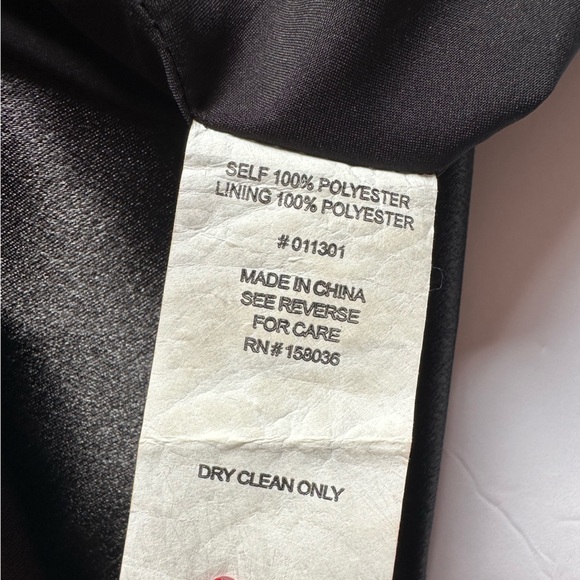 SELF 100% POLYESTER
LINING 100% POLYESTER
#011301
MADE IN CHINA
SEE REVERSE
FOR CARE
RN#158036
DRY CLEAN ONLY